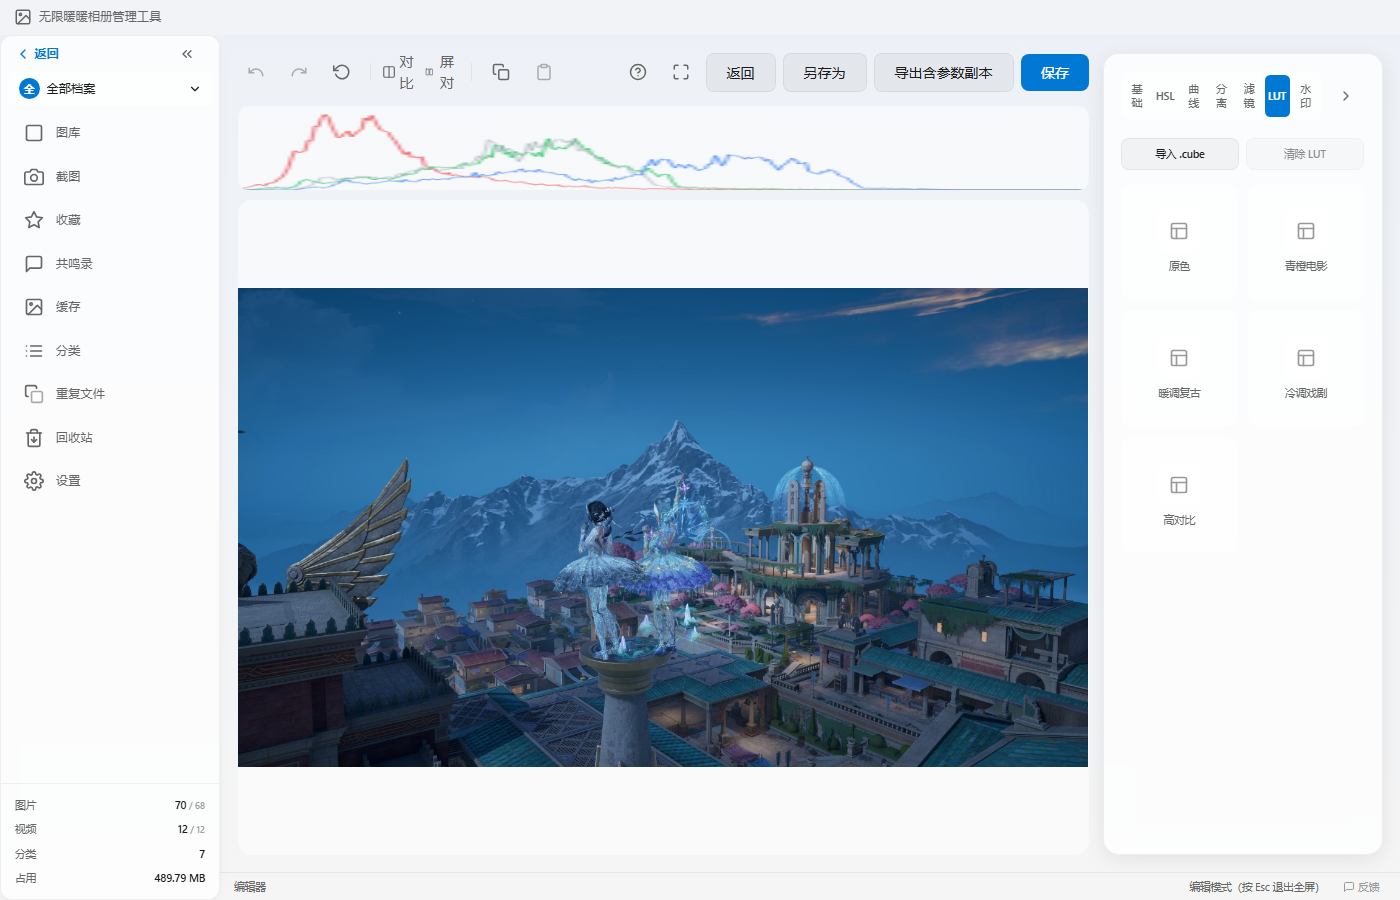 无限暖暖相册管理工具
返回
全 全部档案
图库
截图
收藏
共鸣录
缓存
分类
重复文件
回收站
设置
图片 70 / 68
视频 12 / 12
分类 7
占用 489.79 MB
对比
屏对
返回
另存为
导出含参数副本
保存
基础
HSL
曲线
分离
滤镜
LUT
水印
导入 .cube
清除 LUT
原色
青橙电影
暖调复古
冷调戏剧
高对比
编辑器
编辑模式（按 Esc 退出全屏）
反馈